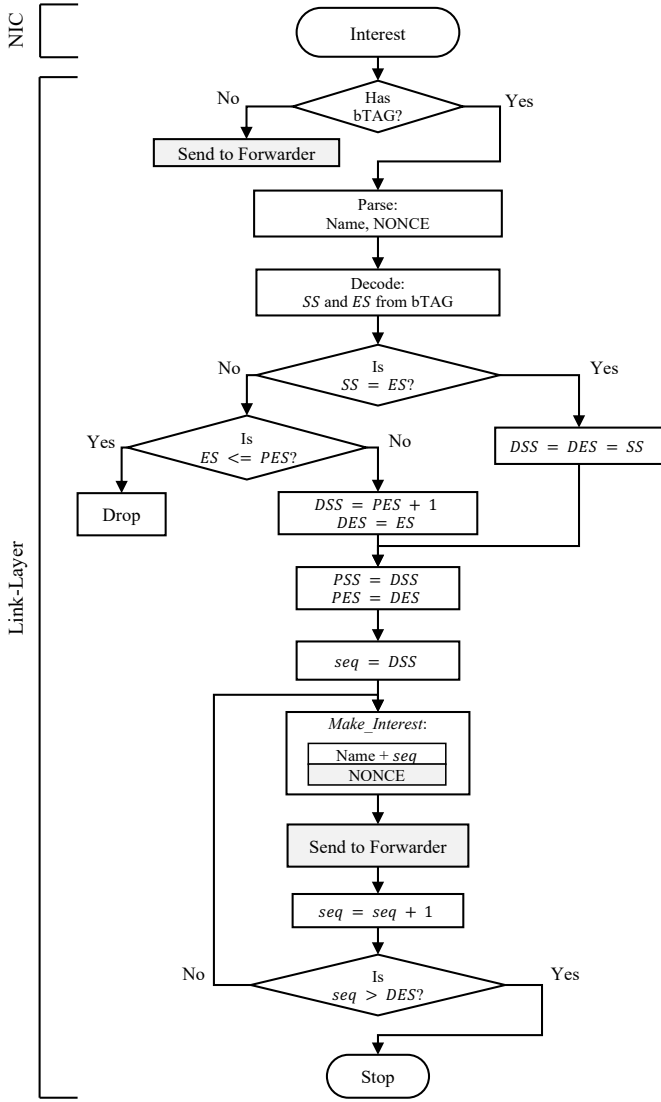 NIC
Interest
Has
bTAG?
No
Yes
Send to Forwarder
Parse:
Name, NONCE
Decode:
SS and ES from bTAG
Is
SS = ES?
No
Yes
Is
ES <= PES?
Yes
No
DSS = DES = SS
Drop
DSS = PES + 1
DES = ES
PSS = DSS
PES = DES
Link-Layer
seq = DSS
Make_Interest:
Name + seq
NONCE
Send to Forwarder
seq = seq + 1
Is
seq > DES?
No
Yes
Stop